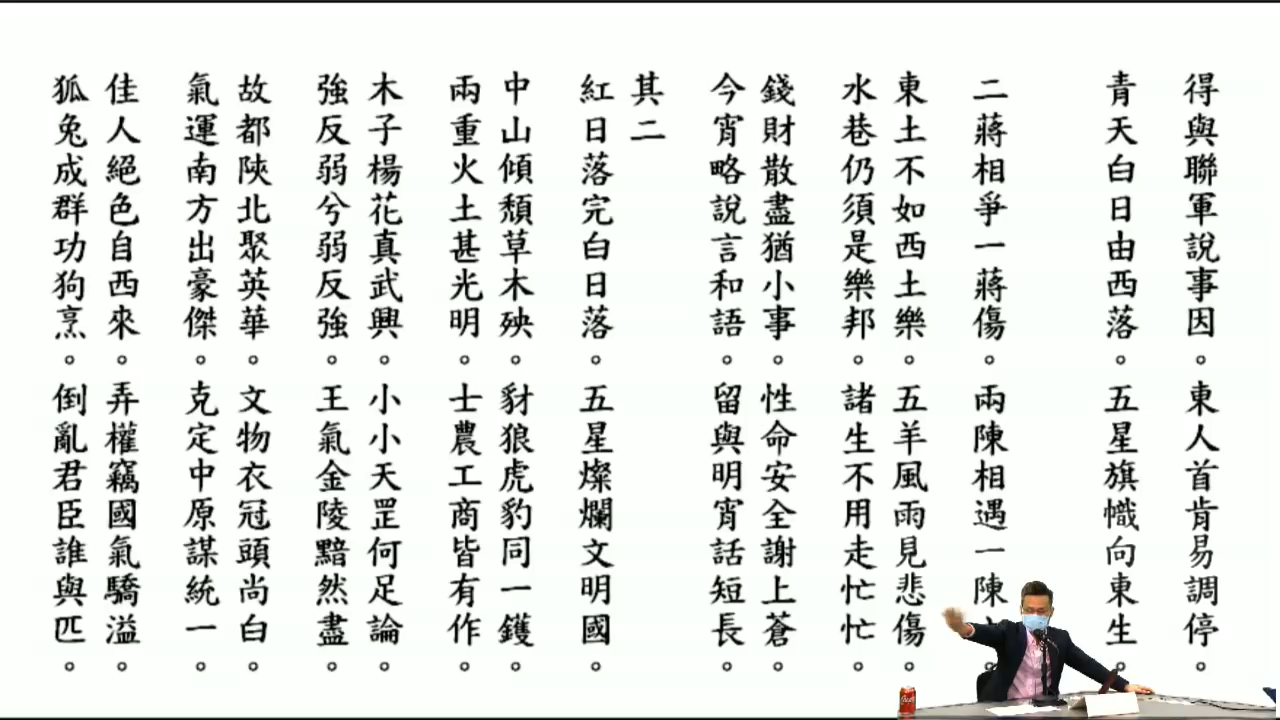 得與聯軍說事因。東人首肯易調停。
青天白日由西落。五星旗幟向東生。
二蔣相爭一蔣傷。兩陳相遇一陳
東土不如西土樂。五羊風雨見悲傷。
水巷仍須是樂邦。諸生不用走忙忙。
錢財散盡猶小事。性命安全謝上蒼。
今宵略說言和語。留與明宵話短長。
其二
紅日落完白日落。五星燦爛文明國。
中山傾頹草木殃。豺狼虎豹同一鑊。
兩重火土甚光明。士農工商皆有作。
木子楊花真武興。小小天罡何足論。
強反弱兮弱反強。王氣金陵黯然盡。
故都陝北聚英華。文物衣冠頭尚白。
氣運南方出豪傑。克定中原謀統一。
佳人絕色自西來。弄權竊國氣驕溢。
狐兔成群功狗烹。倒亂君臣誰與匹。